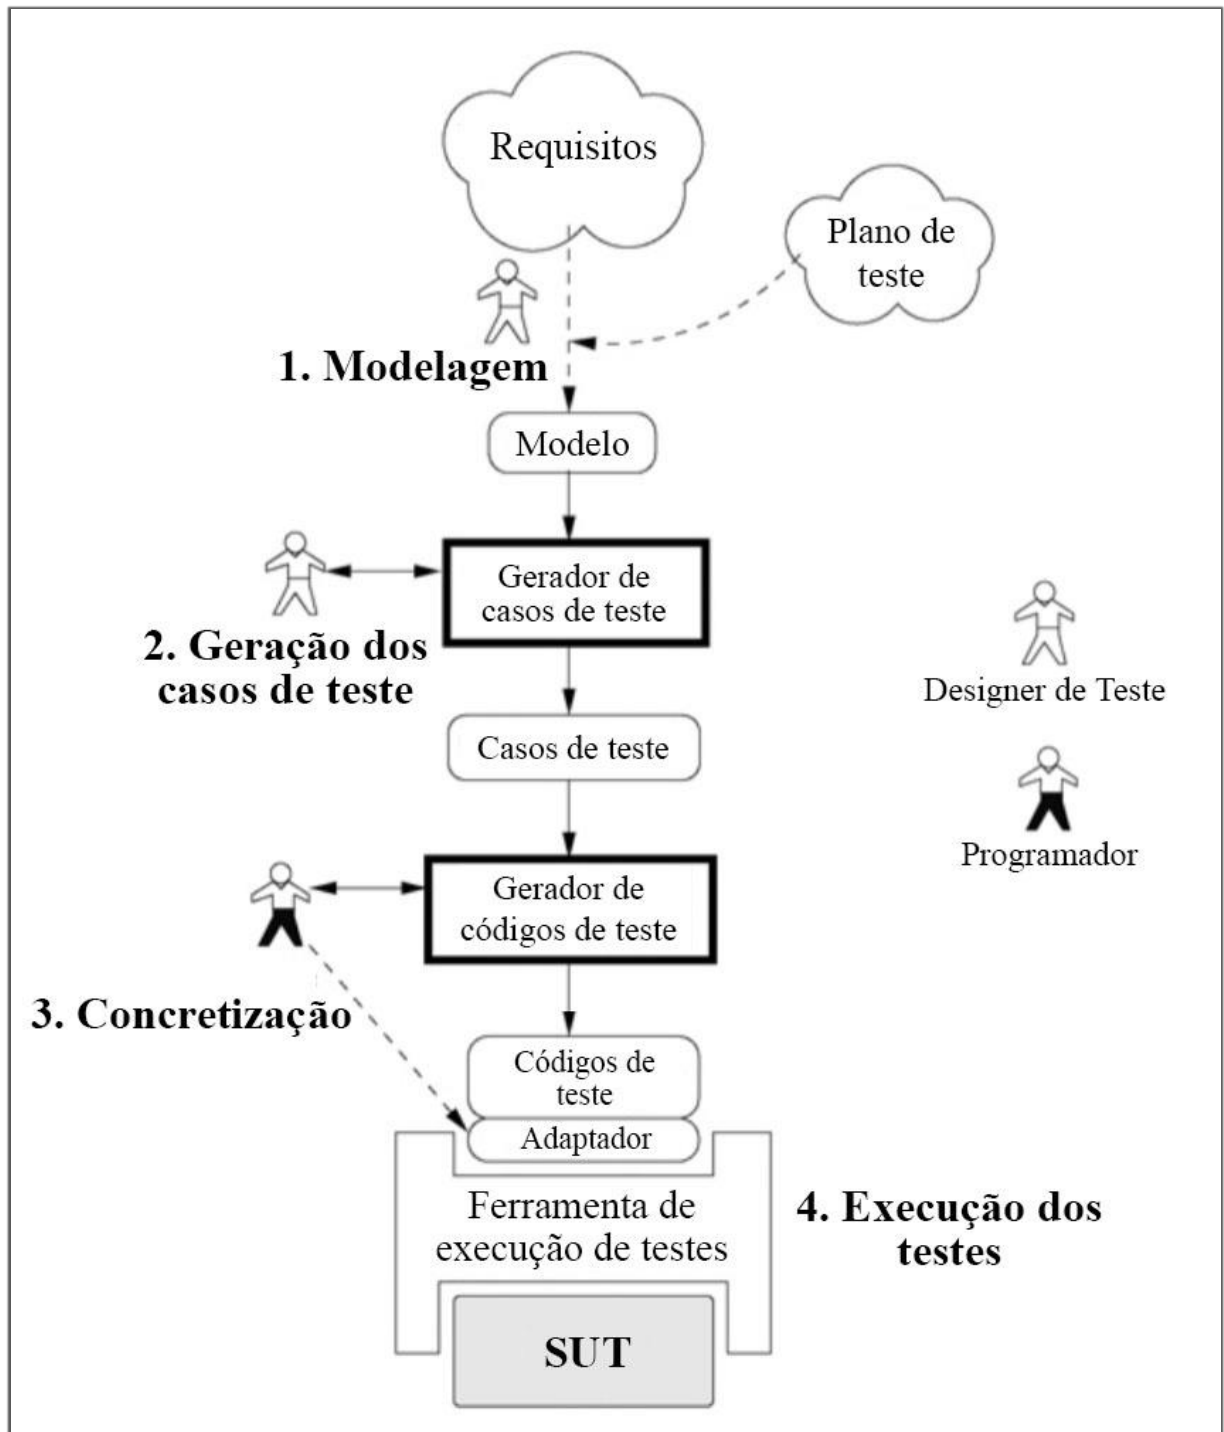 Requisitos
Plano de
teste
1. Modelagem
Modelo
Gerador de
casos de teste
2. Geração dos
casos de teste
Designer de Teste
Casos de teste
Programador
Gerador de
códigos de teste
3. Concretização
Códigos de
teste
Adaptador
Ferramenta de
execução de testes
4. Execução dos
testes
SUT